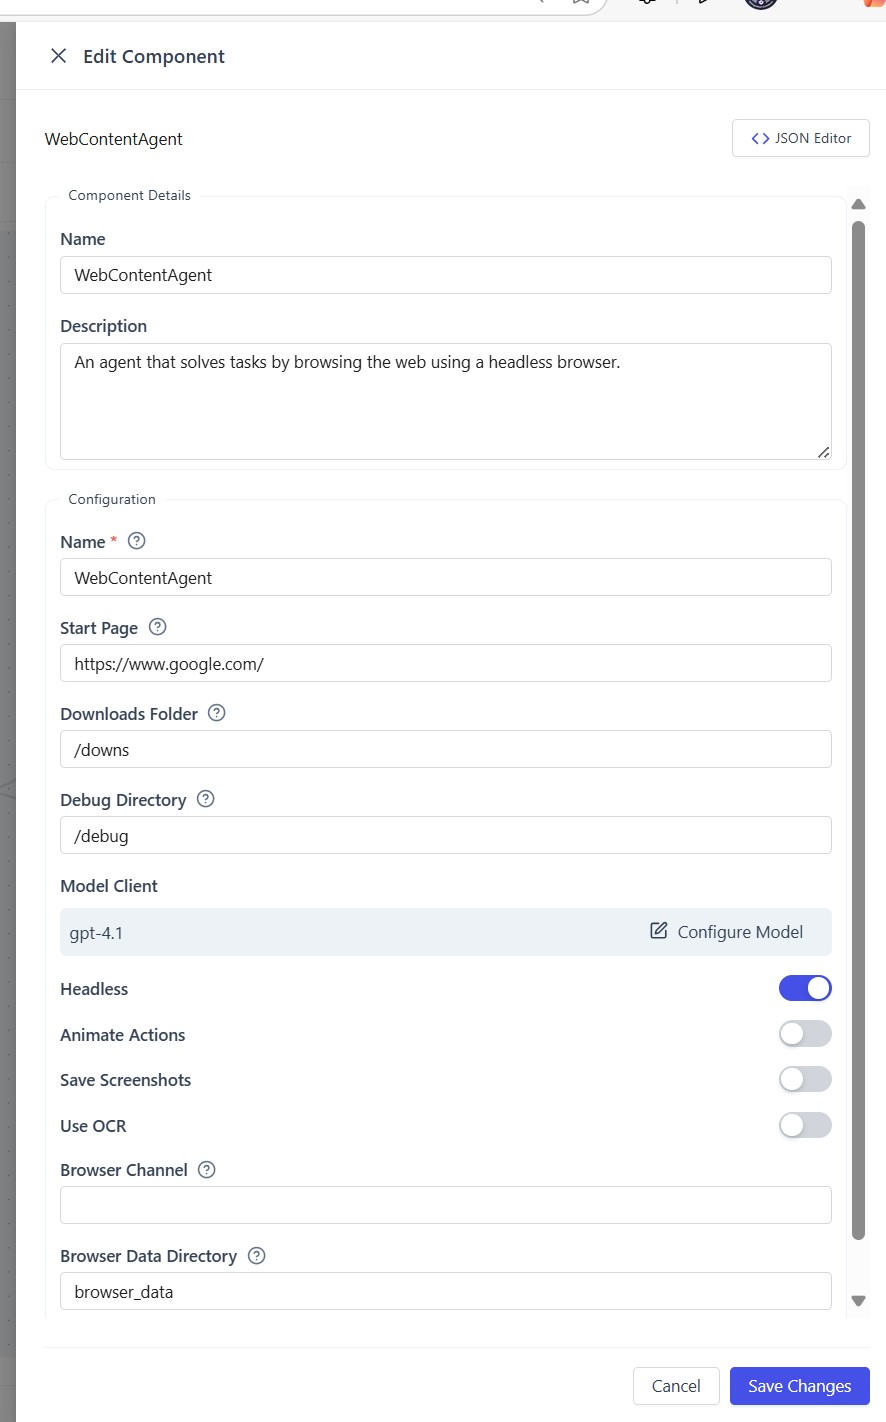 Edit Component
WebContentAgent
<> JSON Editor
Component Details
Name
WebContentAgent
Description
An agent that solves tasks by browsing the web using a headless browser.
Configuration
Name *
WebContentAgent
Start Page
https://www.google.com/
Downloads Folder
/downs
Debug Directory
/debug
Model Client
gpt-4.1
Configure Model
Headless
Animate Actions
Save Screenshots
Use OCR
Browser Channel
Browser Data Directory
browser_data
Cancel
Save Changes